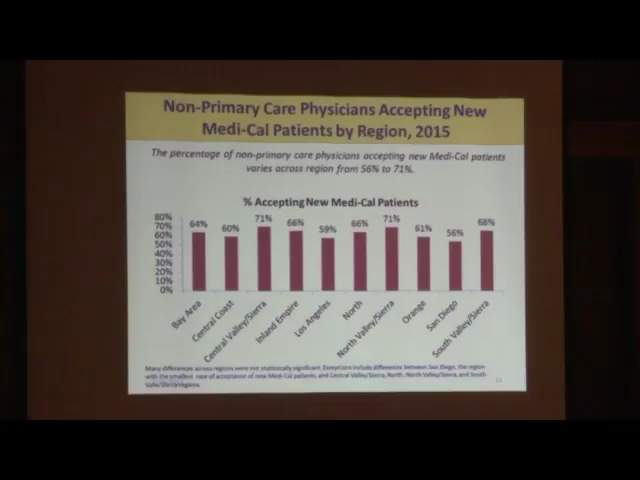 Non-Primary Care Physicians Accepting New
Medi-Cal Patients by Region, 2015
The percentage of non-primary care physicians accepting new Medi-Cal patients
varies across region from 56% to 71%.
% Accepting New Medi-Cal Patients
80%
70%
60%
50%
40%
30%
20%
10%
0%
64%
60%
71%
66%
59%
66%
71%
61%
56%
68%
Bay Area
Central Coast
Central Valley/Sierra
Inland Empire
Los Angeles
North
North Valley/Sierra
Orange
San Diego
South Valley/Sierra
Many differences across regions were not statistically significant. Exceptions include differences between San Diego, the region
with the smallest rate of acceptance of new Medi-Cal patients, and Central Valley/Sierra, North, North Valley/Sierra, and South
Valle/Sierra regions.